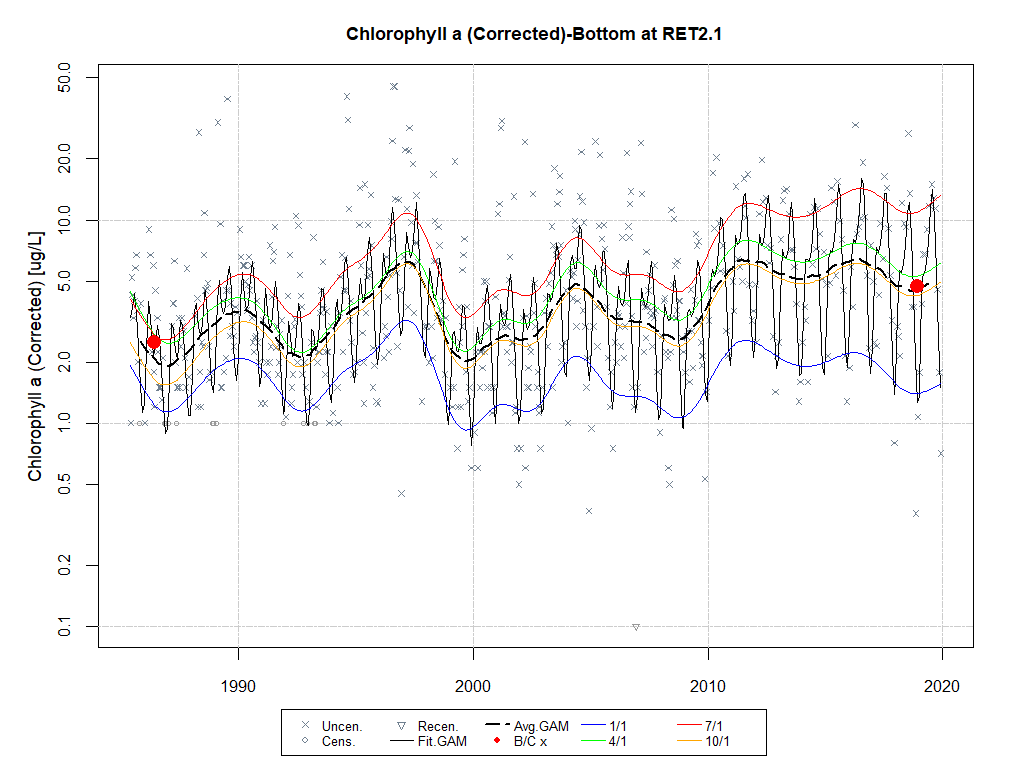 Chlorophyll a (Corrected)-Bottom at RET2.1
Chlorophyll a (Corrected) [ug/L]
50.0
20.0
10.0
5.0
2.0
1.0
0.5
0.2
0.1
1990 2000 2010 2020
Uncen. Recen. Avg.GAM 1/1 7/1
Cens. Fit.GAM B/C x 4/1 10/1